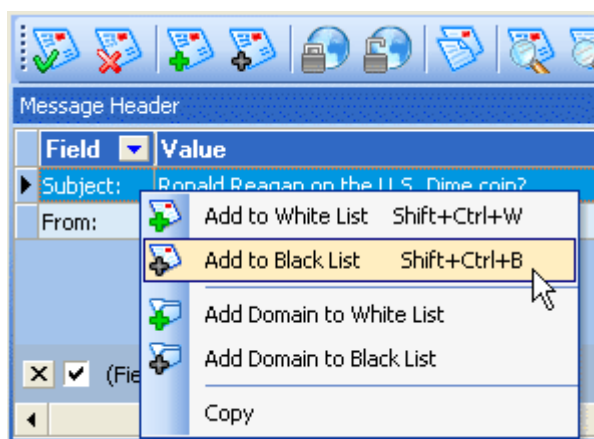 Message Header
Field Value
Subject: Ronald Reagan on the U.S. Dime coin?
From:
Add to White List Shift+Ctrl+W
Add to Black List Shift+Ctrl+B
Add Domain to White List
Add Domain to Black List
(Fie
Copy